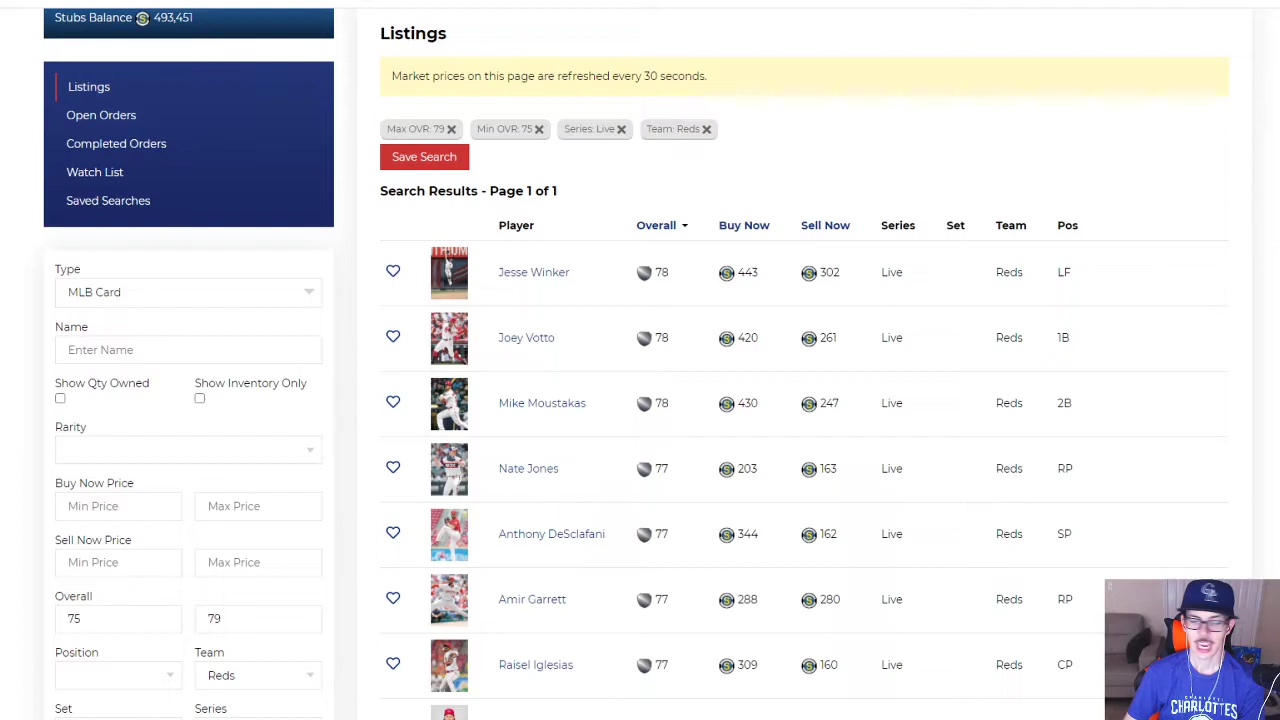 Stubs Balance 493,451
Listings
Open Orders
Completed Orders
Watch List
Saved Searches
Type
MLB Card
Name
Enter Name
Show Qty Owned Show Inventory Only
Rarity
Buy Now Price
Min Price Max Price
Sell Now Price
Min Price Max Price
Overall
75 79
Position Team
Reds
Set Series
Listings
Market prices on this page are refreshed every 30 seconds.
Max OVR: 79 Min OVR: 75 Series: Live Team: Reds
Save Search
Search Results - Page 1 of 1
Player Overall Buy Now Sell Now Series Set Team Pos
Jesse Winker 78 443 302 Live Reds LF
Joey Votto 78 420 261 Live Reds 1B
Mike Moustakas 78 430 247 Live Reds 2B
Nate Jones 77 203 163 Live Reds RP
Anthony DeSclafani 77 344 162 Live Reds SP
Amir Garrett 77 288 280 Live Reds RP
Raisel Iglesias 77 309 160 Live Reds CP
CHARLOTTES